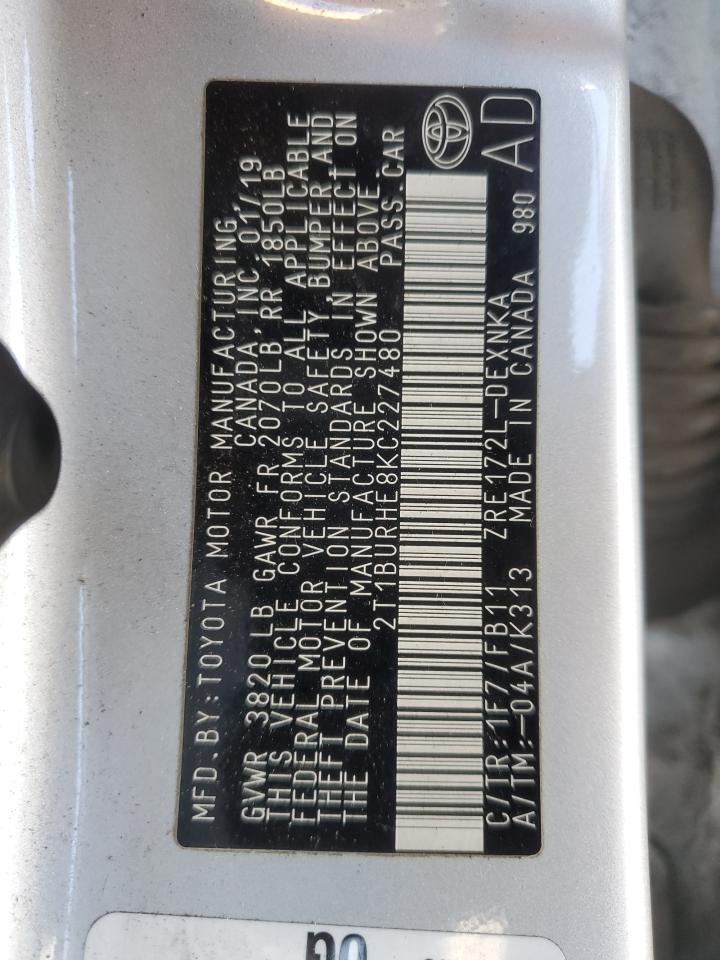 MFD.BY:TOYOTA MOTOR MANUFACTURING,
CANADA, INC. 01/19
GVWR 3820LB GAWR FR 2070LB, RR 1850LB
THIS VEHICLE CONFORMS TO ALL APPLICABLE
FEDERAL MOTOR VEHICLE SAFETY, BUMPER AND
THEFT PREVENTION STANDARDS IN EFFECT ON
THE DATE OF MANUFACTURE SHOWN ABOVE.
2T1BURHE8KC227480 PASS.CAR
C/TR: 1F7/FB11 ZRE172L-DEXNKA
A/TM:-04A/K313 MADE IN CANADA 980
AD